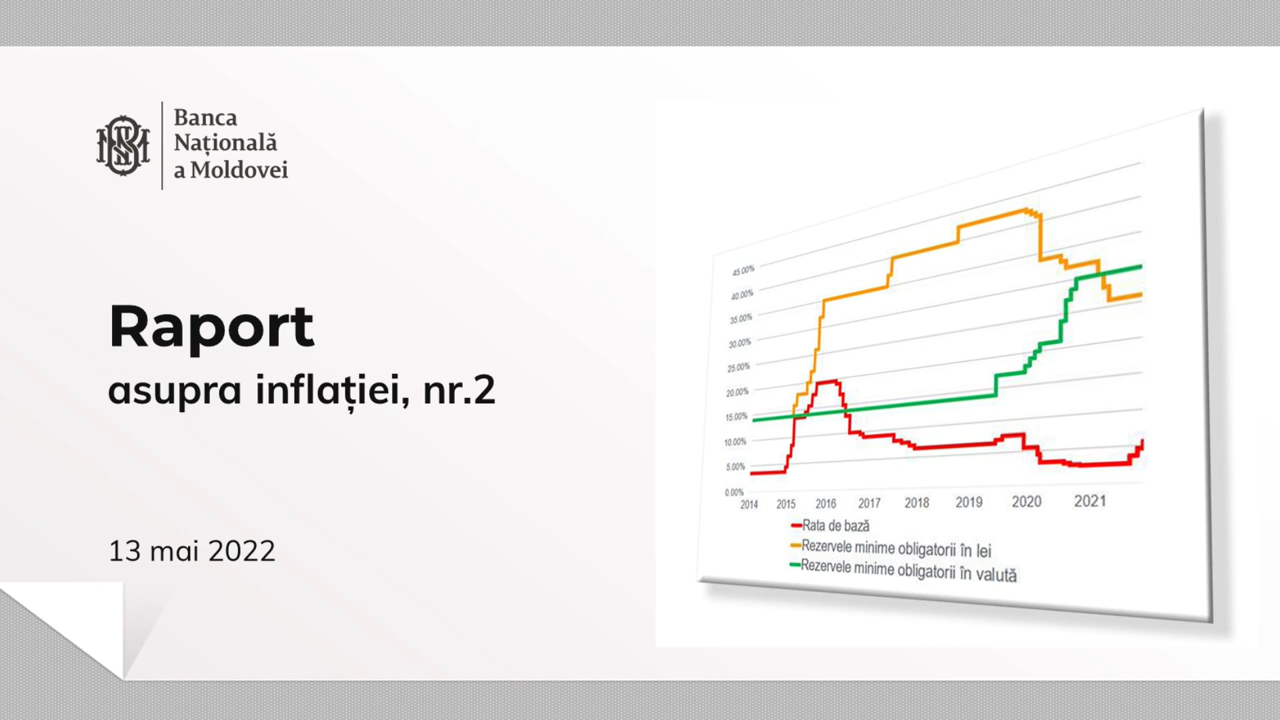 Banca
Națională
a Moldovei
Raport
asupra inflației, nr.2
13 mai 2022
45.00%
40.00%
35.00%
30.00%
25.00%
20.00%
15.00%
10.00%
5.00%
0.00%
2014 2015 2016 2017 2018 2019 2020 2021
Rata de bază
Rezervele minime obligatorii în lei
Rezervele minime obligatorii în valută